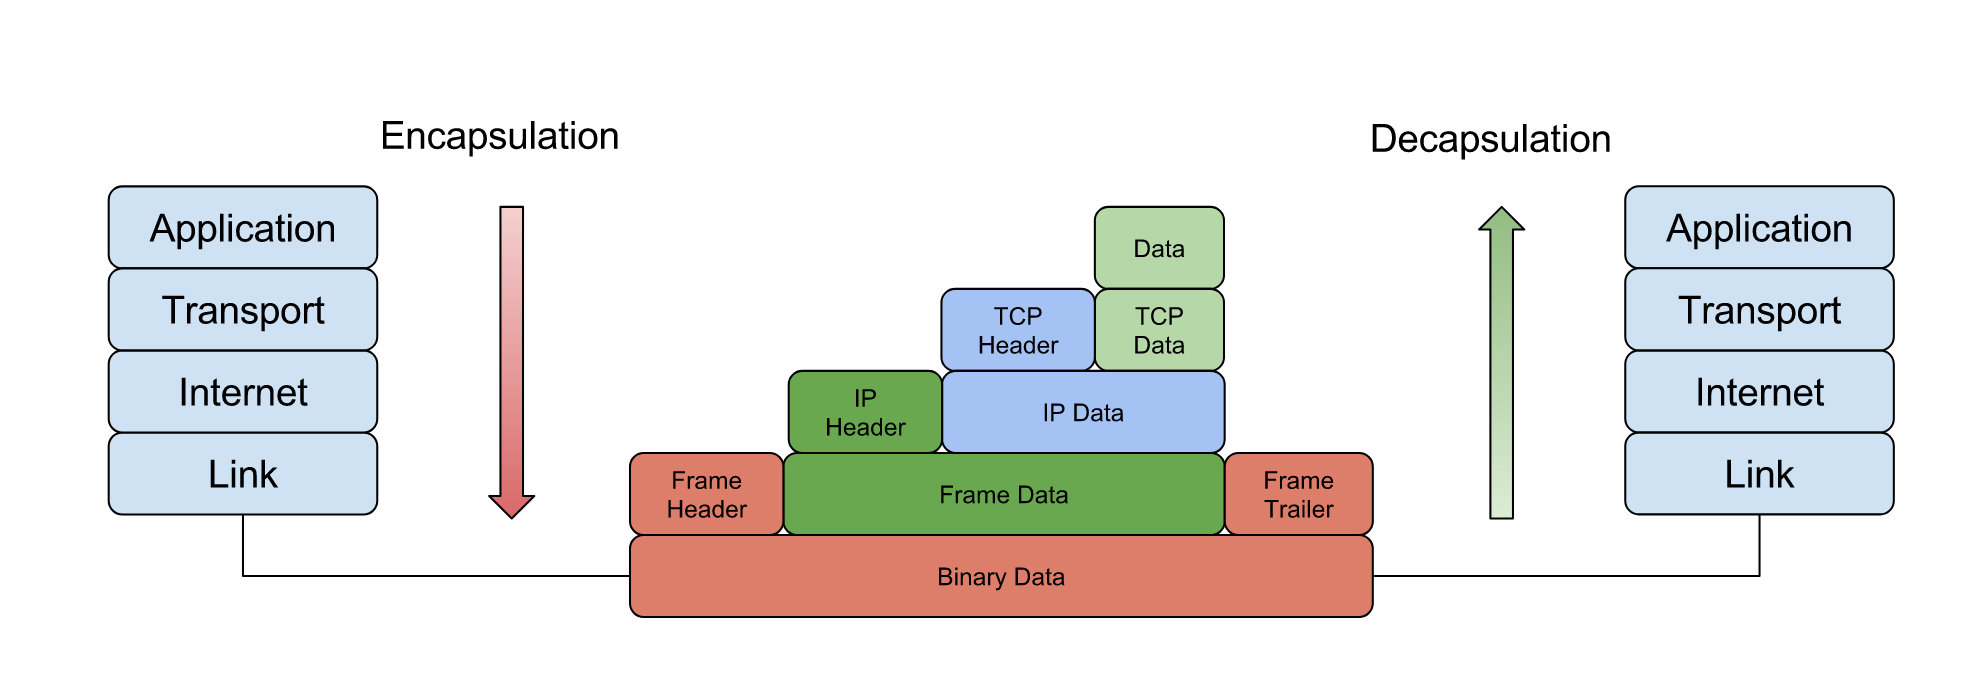 Encapsulation
Decapsulation
Application
Transport
Internet
Link
Data
TCP
Header
TCP
Data
IP
Header
IP Data
Frame
Header
Frame Data
Frame
Trailer
Binary Data
Application
Transport
Internet
Link